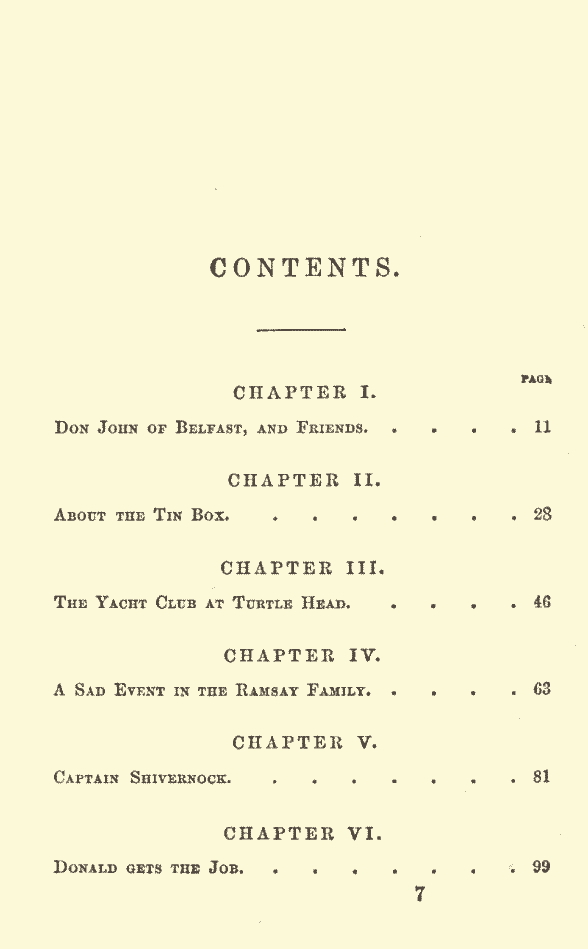 CONTENTS.
PAGE
CHAPTER I.
DON JOHN OF BELFAST, AND FRIENDS. . . . . 11
CHAPTER II.
ABOUT THE TIN BOX. . . . . . . . 28
CHAPTER III.
THE YACHT CLUB AT TURTLE HEAD. . . . . 46
CHAPTER IV.
A SAD EVENT IN THE RAMSAY FAMILY. . . . . 63
CHAPTER V.
CAPTAIN SHIVERNOCK. . . . . . . . 81
CHAPTER VI.
DONALD GETS THE JOB. . . . . . . . 99
7